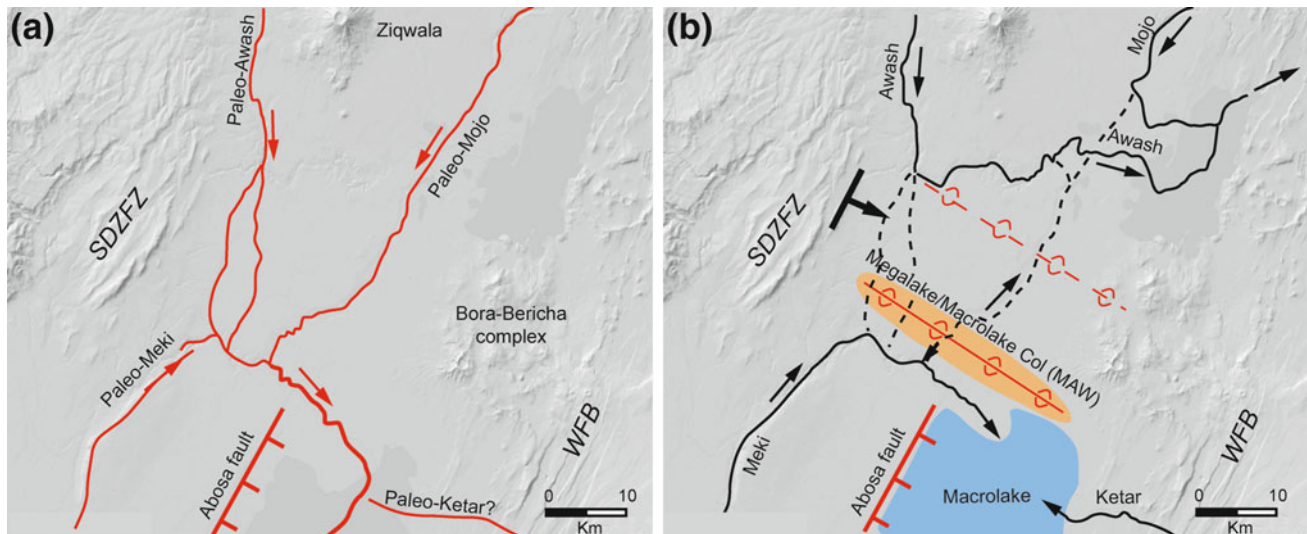 (a)
Ziqwala
Paleo-Awash
Paleo-Mojo
SDZFZ
Bora-Bericha
complex
Paleo-Meki
Abosa fault
WFB
Paleo-Ketar?
0 10
Km
(b)
Mojo
Awash
Awash
SDZFZ
Megalake/Macrolake Col (MAW)
Meki
Abosa fault
WFB
Macrolake
Ketar
0 10
Km